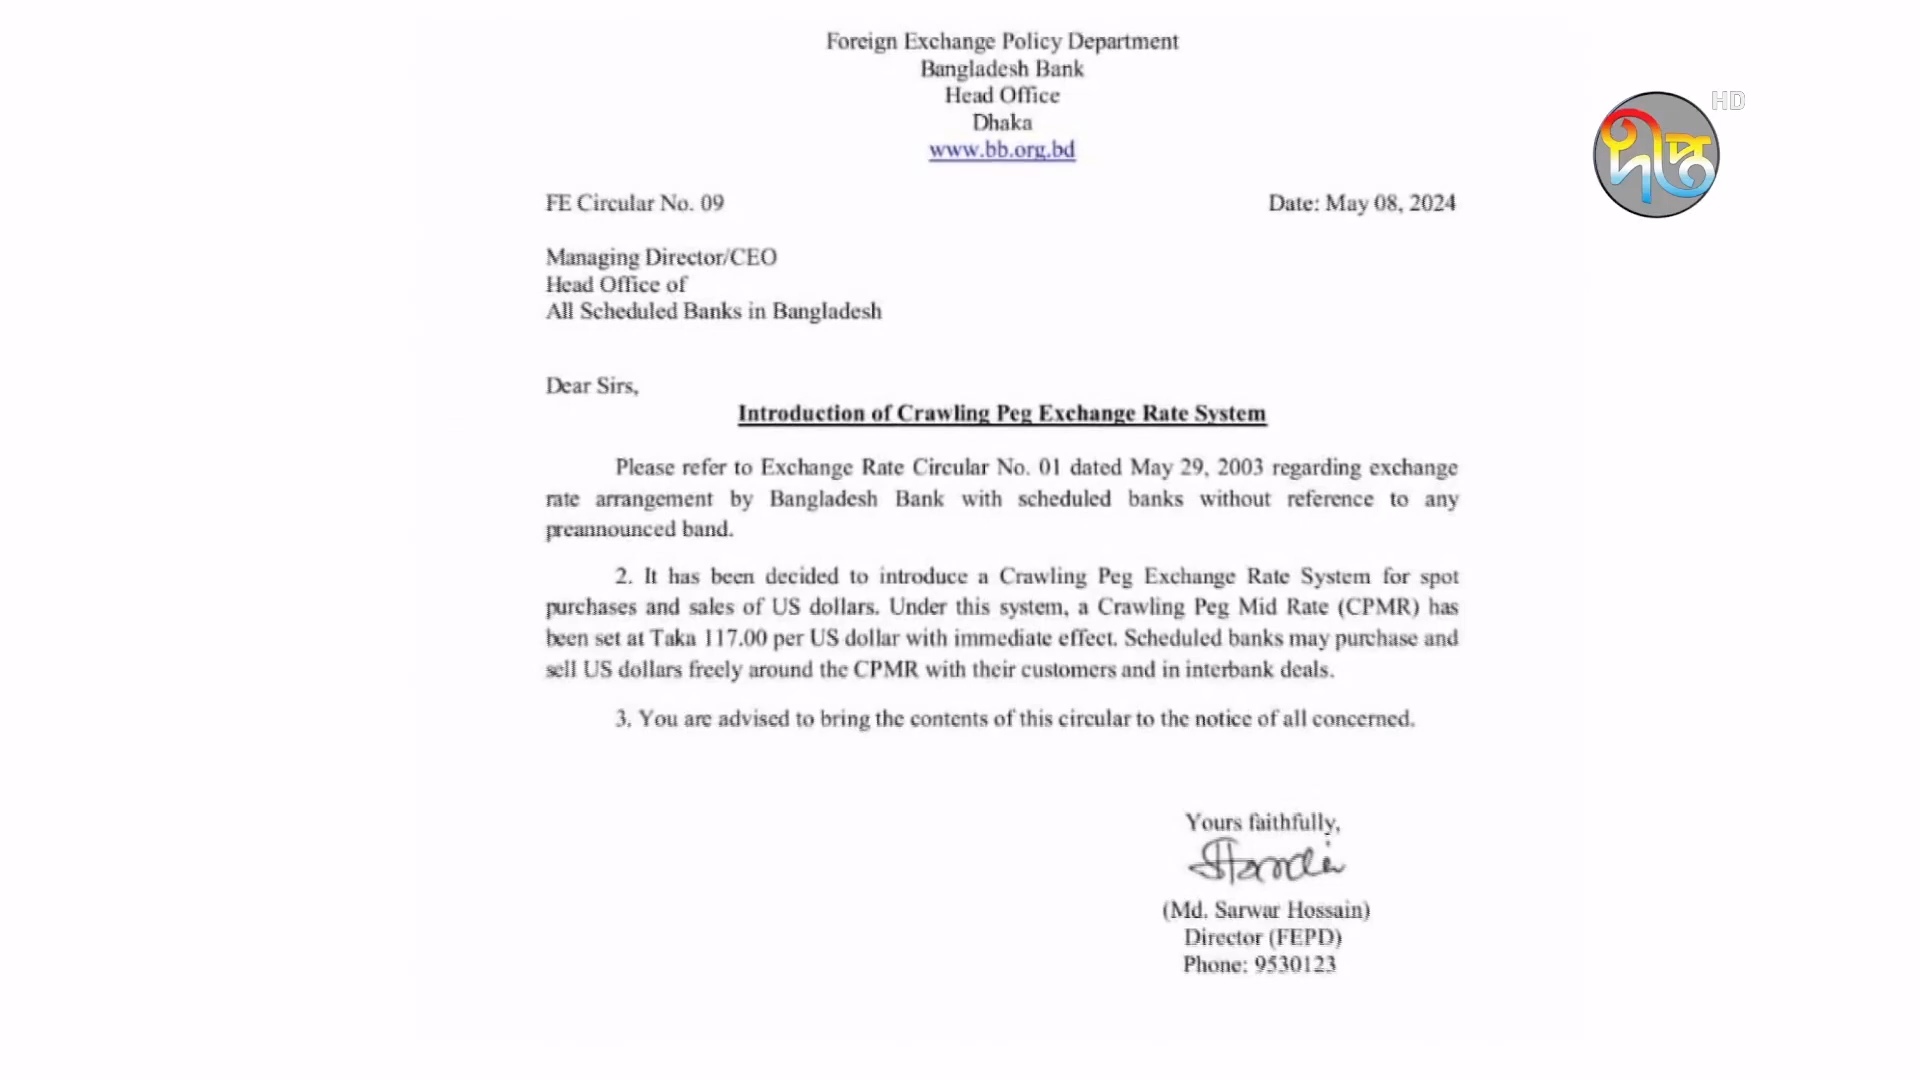 Foreign Exchange Policy Department
Bangladesh Bank
Head Office
Dhaka
www.bb.org.bd
HD
দীপ্ত
FE Circular No. 09 Date: May 08, 2024
Managing Director/CEO
Head Office of
All Scheduled Banks in Bangladesh
Dear Sirs,
Introduction of Crawling Peg Exchange Rate System
Please refer to Exchange Rate Circular No. 01 dated May 29, 2003 regarding exchange
rate arrangement by Bangladesh Bank with scheduled banks without reference to any
preannounced band.
2. It has been decided to introduce a Crawling Peg Exchange Rate System for spot
purchases and sales of US dollars. Under this system, a Crawling Peg Mid Rate (CPMR) has
been set at Taka 117.00 per US dollar with immediate effect. Scheduled banks may purchase and
sell US dollars freely around the CPMR with their customers and in interbank deals.
3. You are advised to bring the contents of this circular to the notice of all concerned.
Yours faithfully,
(Md. Sarwar Hossain)
Director (FEPD)
Phone: 9530123